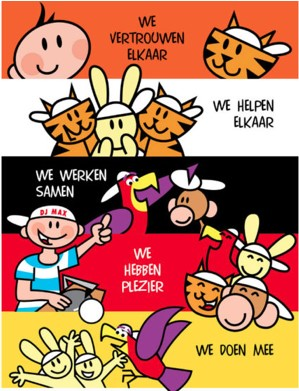 WE
VERTROUWEN
ELKAAR
WE HELPEN
ELKAAR
WE WERKEN
SAMEN
DJ MAX
WE
HEBBEN
PLEZIER
WE DOEN MEE